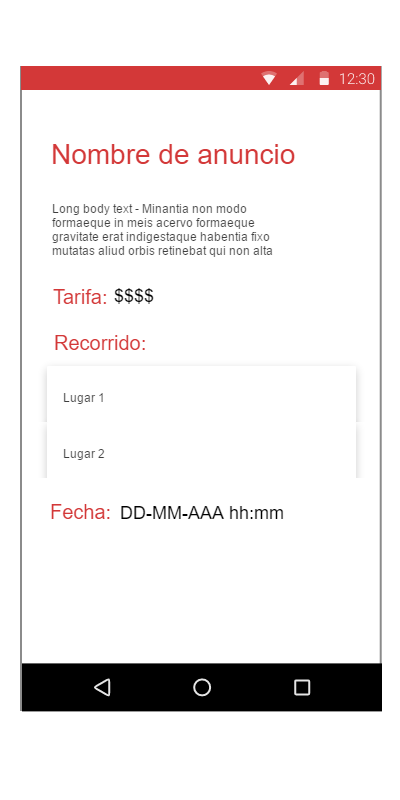 12:30
Nombre de anuncio
Long body text - Minantia non modo
formaeque in meis acervo formaeque
gravitate erat indigestaque habentia fixo
mutatas aliud orbis retinebat qui non alta
Tarifa: $$$$
Recorrido:
Lugar 1
Lugar 2
Fecha: DD-MM-AAA hh:mm